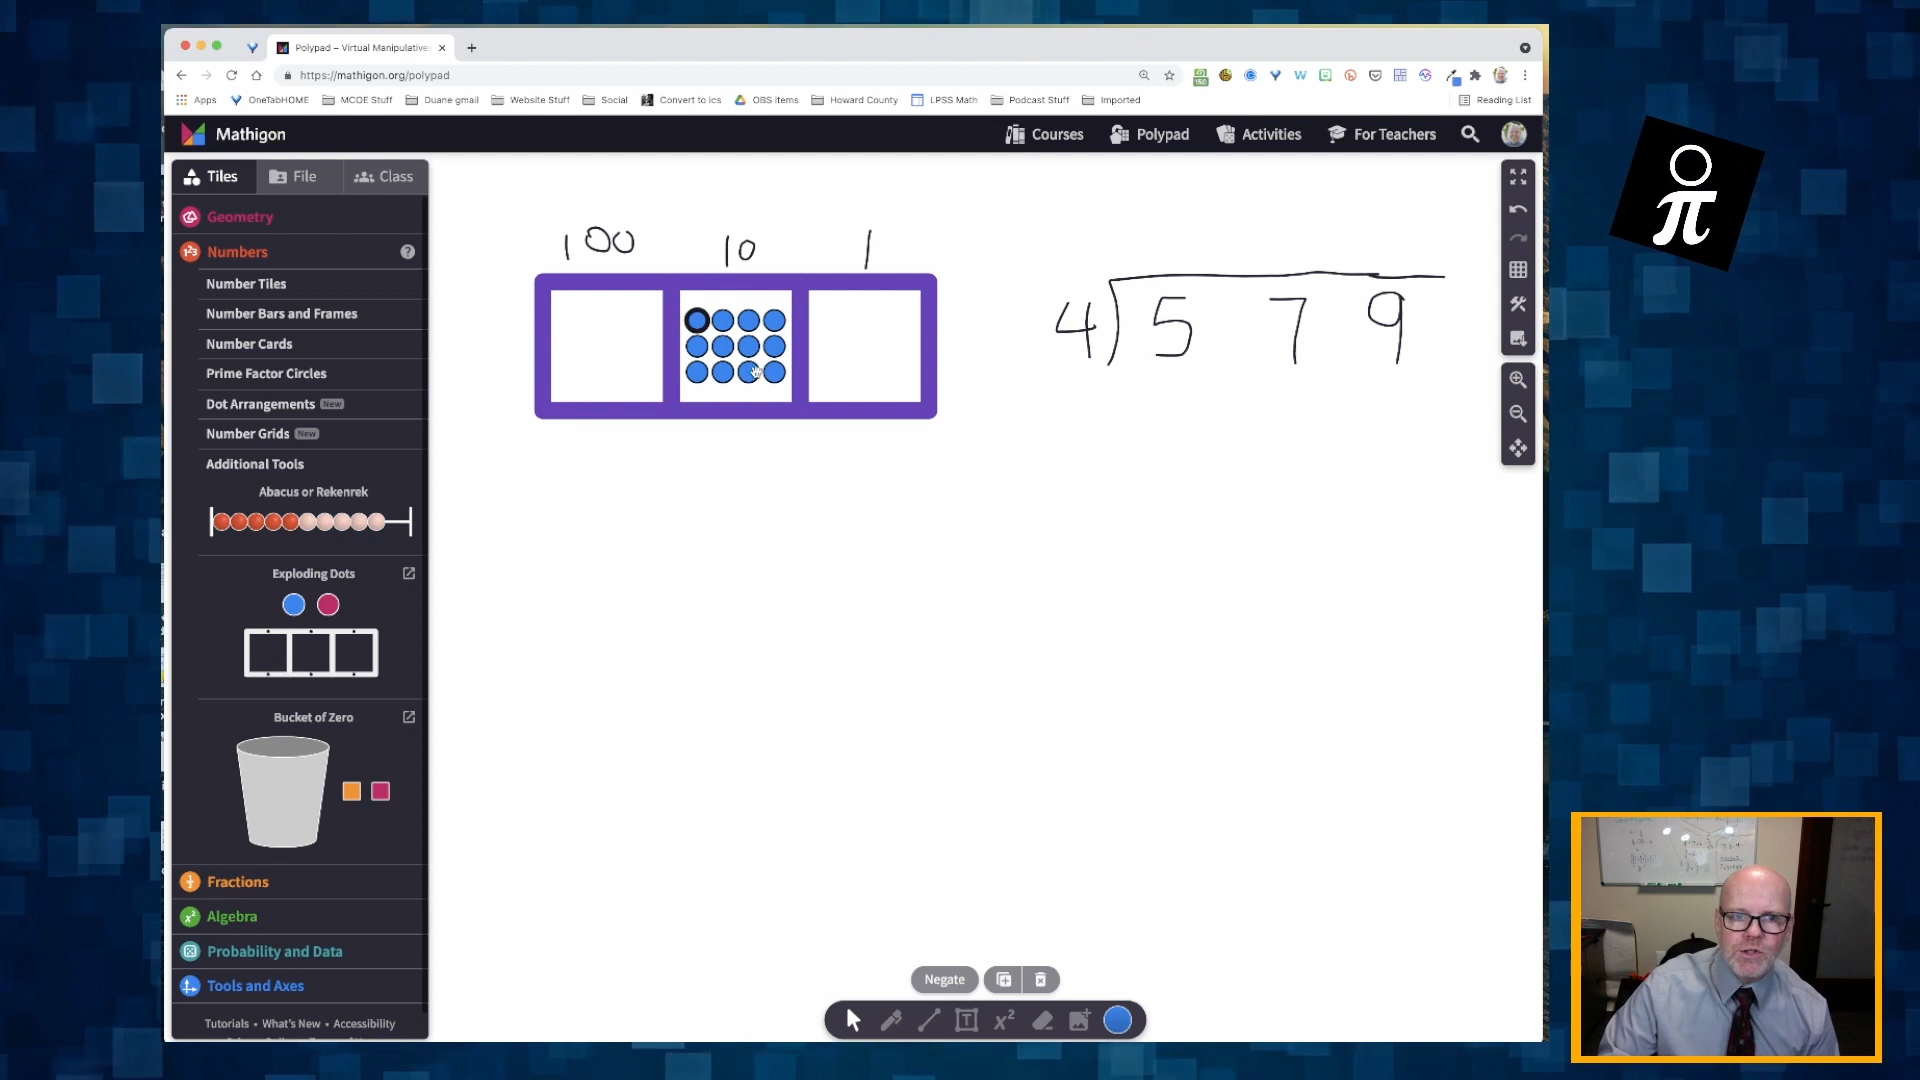 Polypad – Virtual Manipulatives
https://mathigon.org/polypad
Apps OneTabHOME MCOE Stuff Duane gmail Website Stuff Social Convert to ics OBS items Howard County LPSS Math Podcast Stuff Imported Reading List
Mathigon Courses Polypad Activities For Teachers
Tiles File Class
Geometry
Numbers ?
Number Tiles
Number Bars and Frames
Number Cards
Prime Factor Circles
Dot Arrangements New
Number Grids New
Additional Tools
Abacus or Rekenrek
Exploding Dots
Bucket of Zero
Fractions
Algebra
Probability and Data
Tools and Axes
Tutorials • What's New • Accessibility
100 10 1
4 5 7 9
Negate
T x²
π